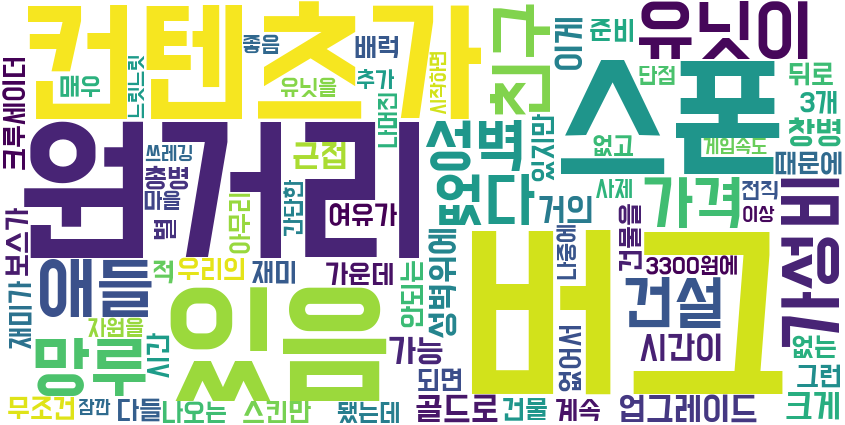 컨텐츠가
원거리
있음
버그
스폰
유닛이
친구
성벽
없다
가격
가성비
애들
망루
건설
크루세이더
매우
느릿느릿
좋음
배럭
유닛을
추가
나머진
시작하면
이게
준비
단점
뒤로
3개
창병
때문에
있지만
없고
게임속도
쓰레깅
총병
마을
별
근접
아무리
간단한
여유가
사제
전직
이상
거의
보스가
적
우리의
재미
가운데
재미가
자원을
시간
안되는
성벽위에
나중에
건물을
3300원에
시간이
없는
그런
크게
가능
없어서
되면
무조건
잠깐
다들
나오는
스킨만
됐는데
골드로
건물
계속
업그레이드